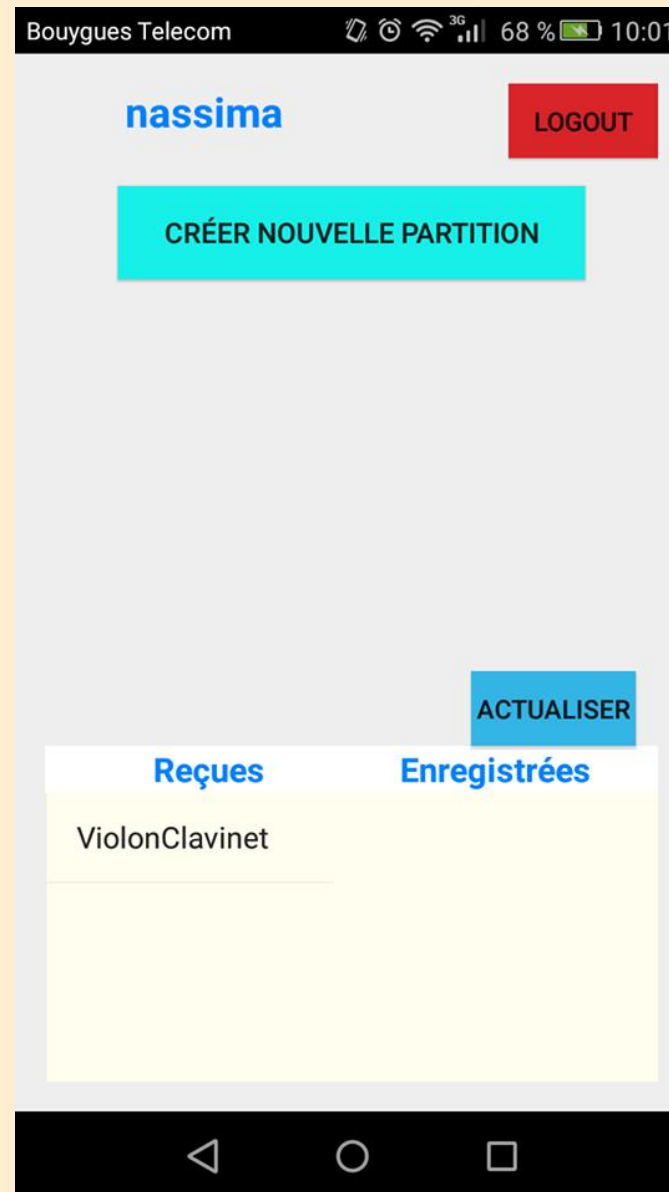 Bouygues Telecom 3G 68 % 10:01
nassima
LOGOUT
CRÉER NOUVELLE PARTITION
ACTUALISER
Reçues Enregistrées
ViolonClavinet